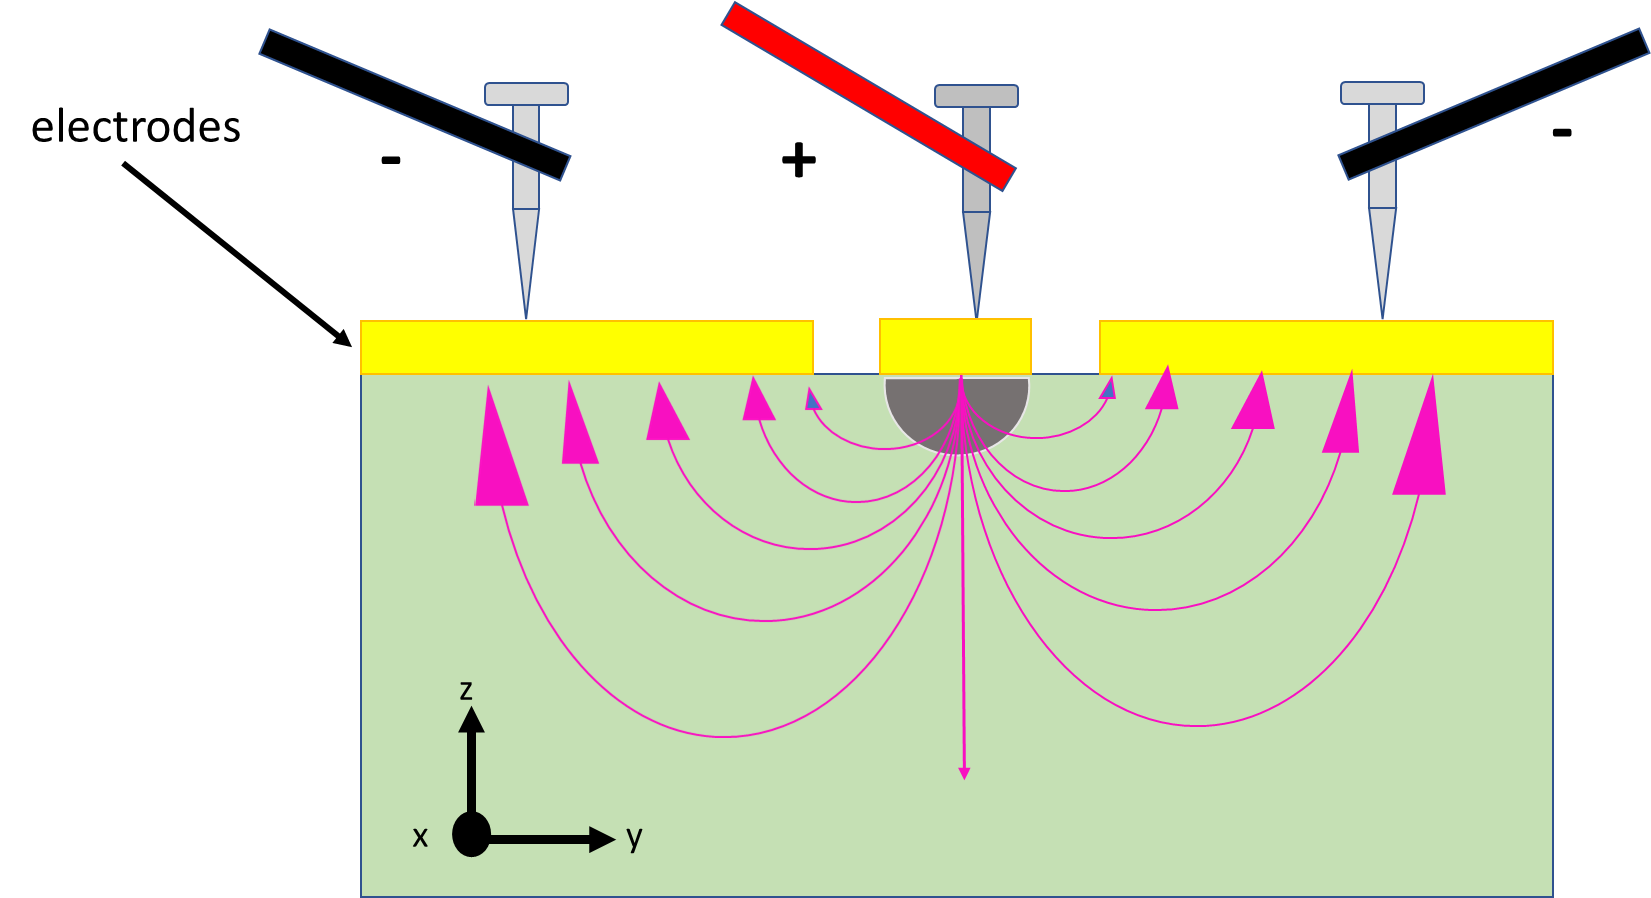 electrodes
-
+
-
z
x
y